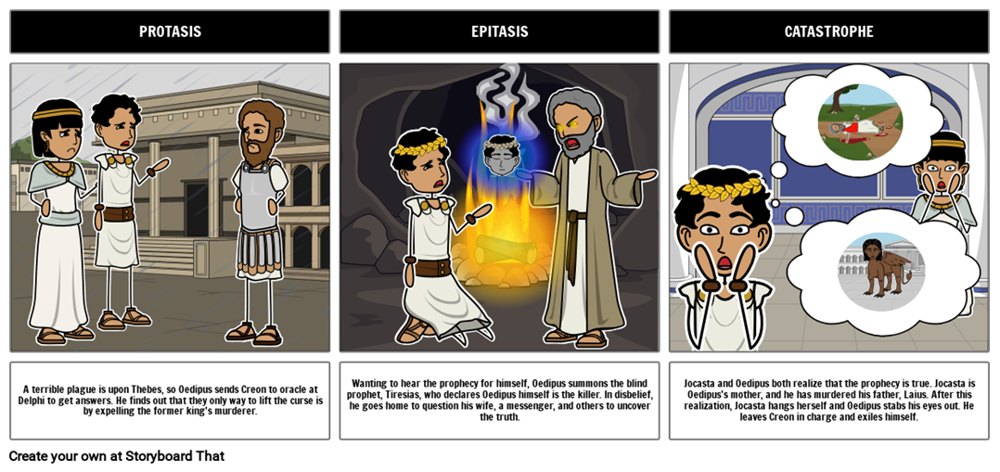 PROTASIS
EPITASIS
CATASTROPHE
A terrible plague is upon Thebes, so Oedipus sends Creon to oracle at
Delphi to get answers. He finds out that they only way to lift the curse is
by expelling the former king's murderer.
Wanting to hear the prophecy for himself, Oedipus summons the blind
prophet, Tiresias, who declares Oedipus himself is the killer. In disbelief,
he goes home to question his wife, a messenger, and others to uncover
the truth.
Jocasta and Oedipus both realize that the prophecy is true. Jocasta is
Oedipus's mother, and he has murdered his father, Laius. After this
realization, Jocasta hangs herself and Oedipus stabs his eyes out. He
leaves Creon in charge and exiles himself.
Create your own at Storyboard That